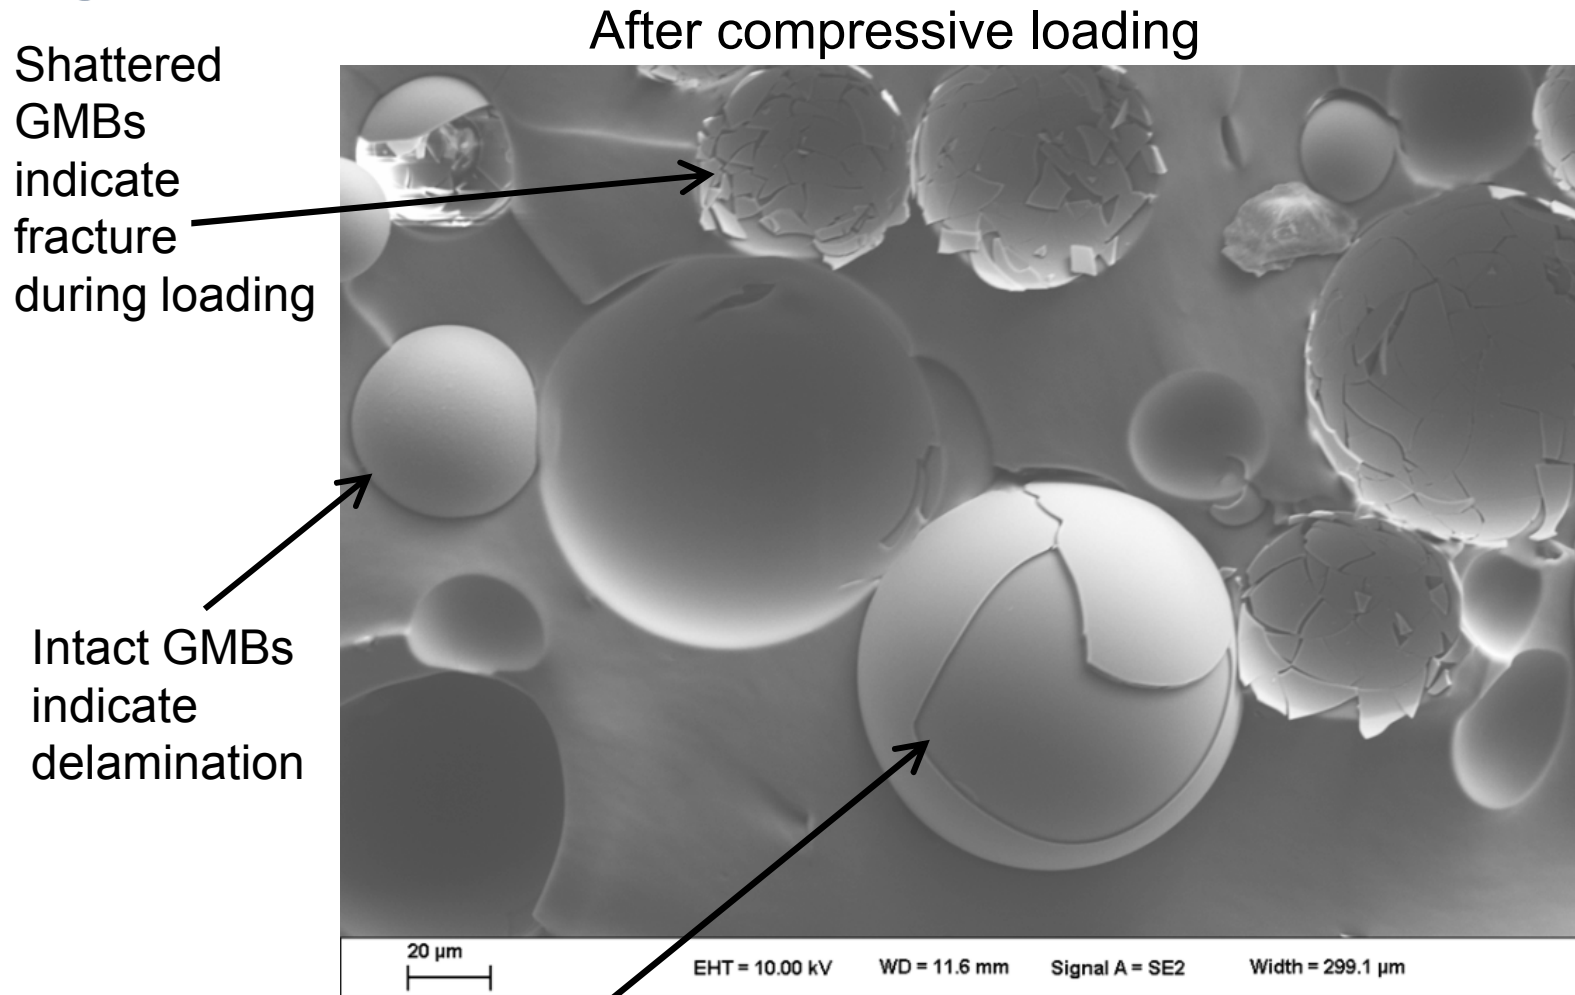 After compressive loading
Shattered
GMBs
indicate
fracture
during loading
Intact GMBs
indicate
delamination
20 µm
EHT = 10.00 kV WD = 11.6 mm Signal A = SE2 Width = 299.1 µm